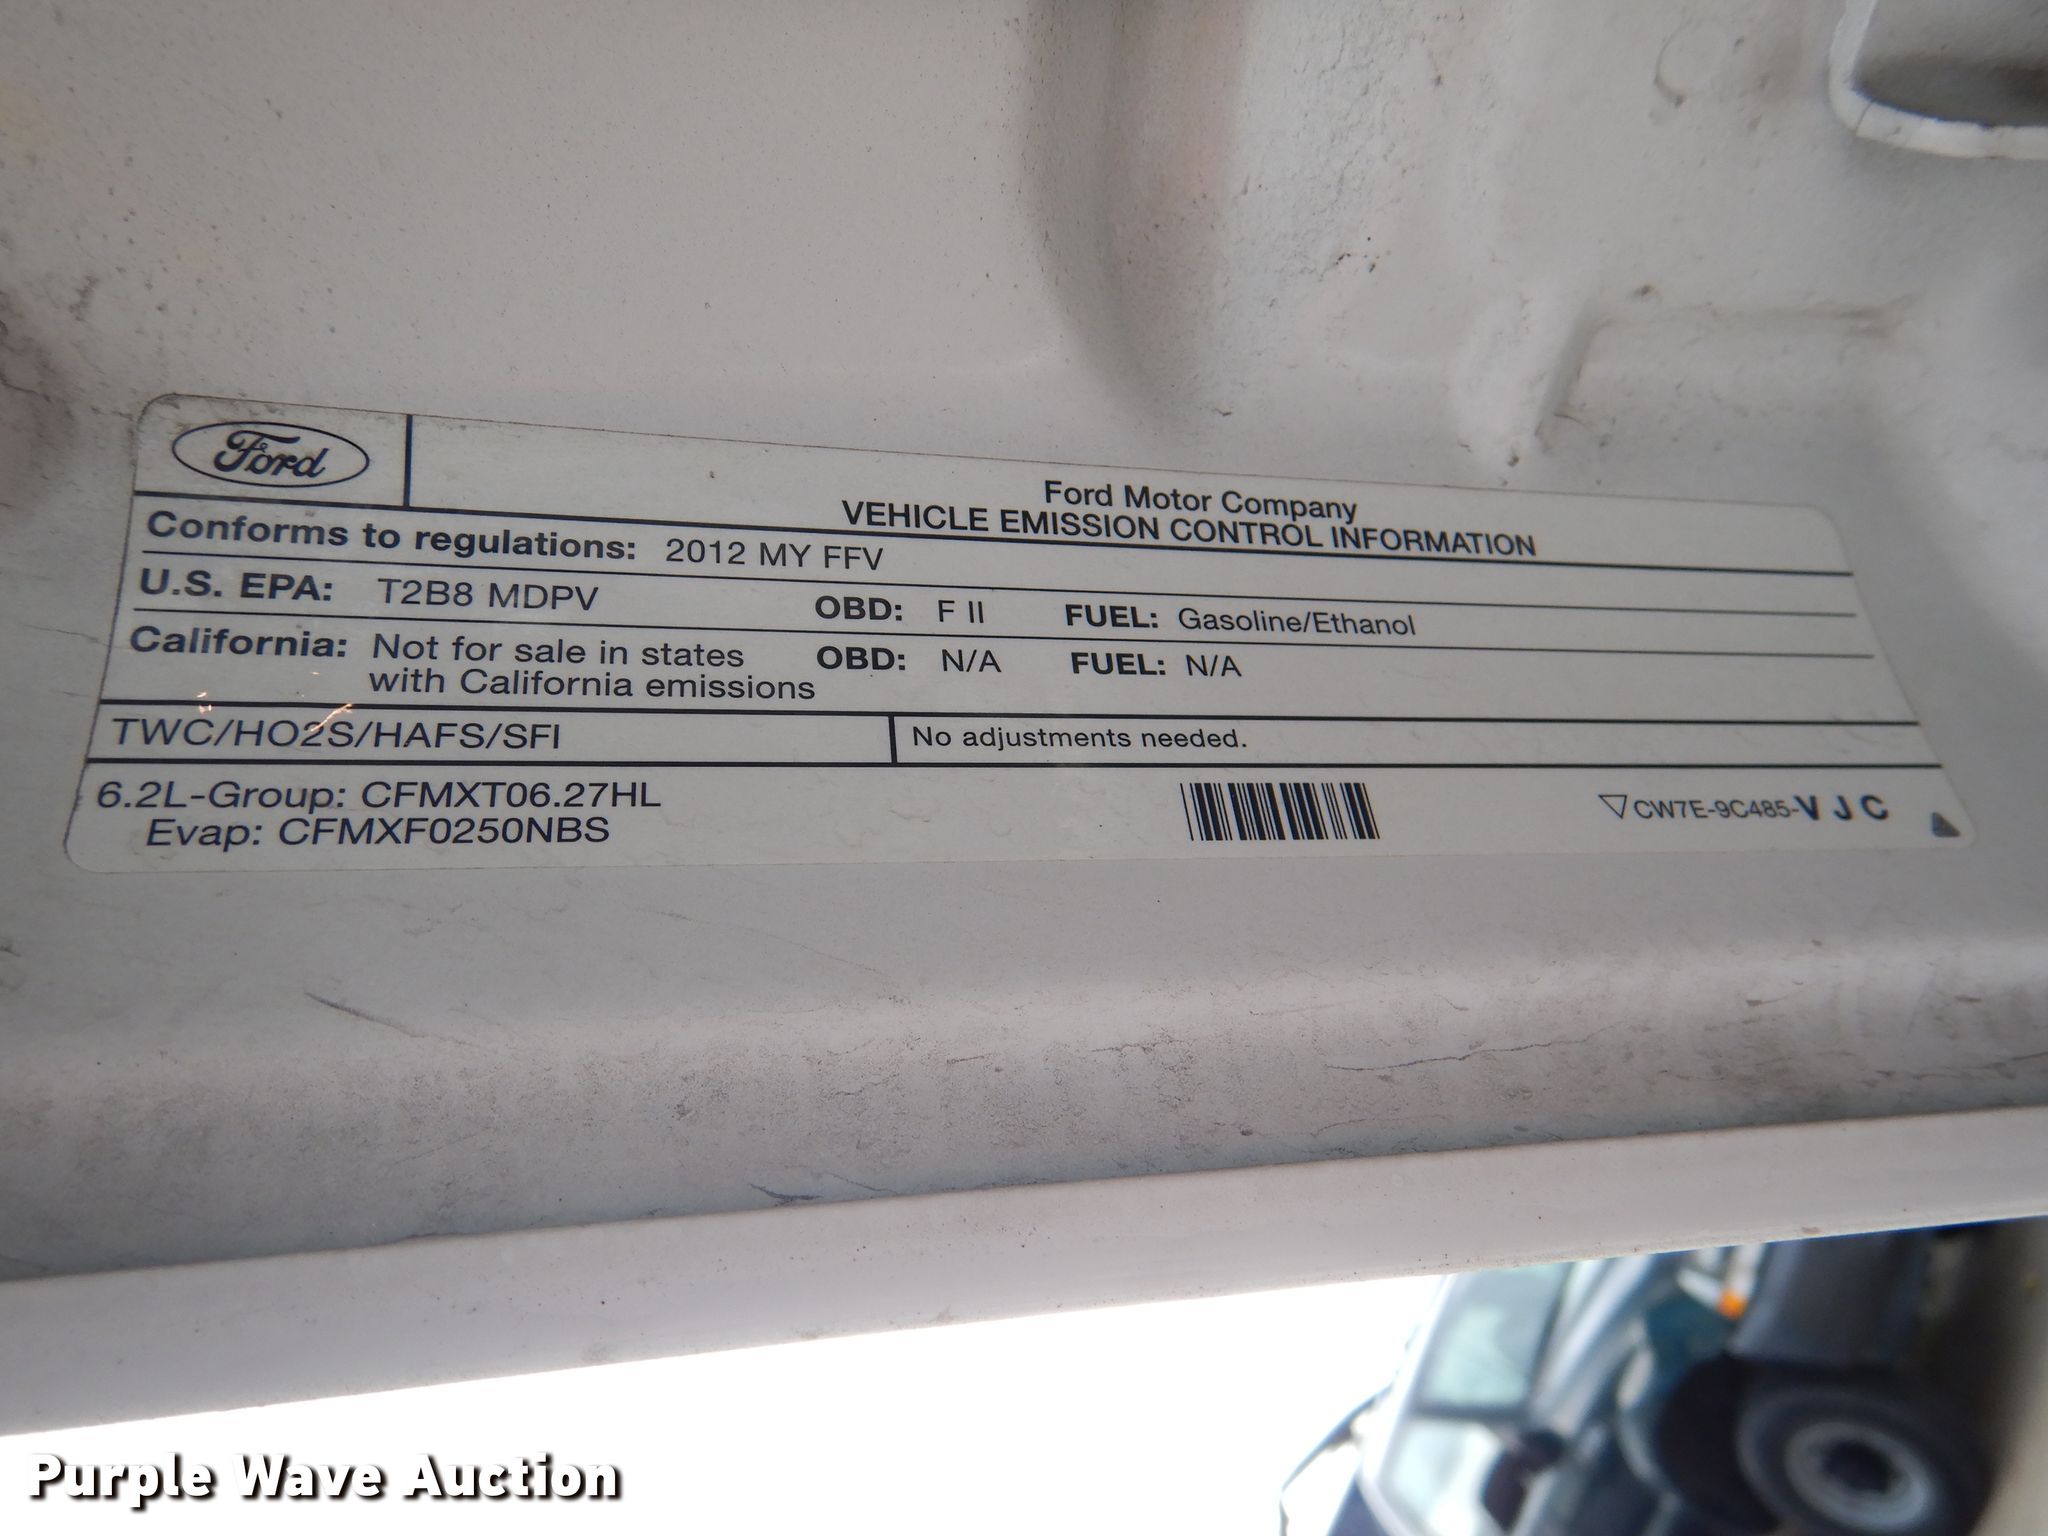 Ford
Ford Motor Company
VEHICLE EMISSION CONTROL INFORMATION
Conforms to regulations: 2012 MY FFV
U.S. EPA: T2B8 MDPV OBD: F II FUEL: Gasoline/Ethanol
California: Not for sale in states with California emissions OBD: N/A FUEL: N/A
TWC/HO2S/HAFS/SFI No adjustments needed.
6.2L-Group: CFMXT06.27HL
Evap: CFMXF0250NBS
CW7E-9C485-VJC
Purple Wave Auction